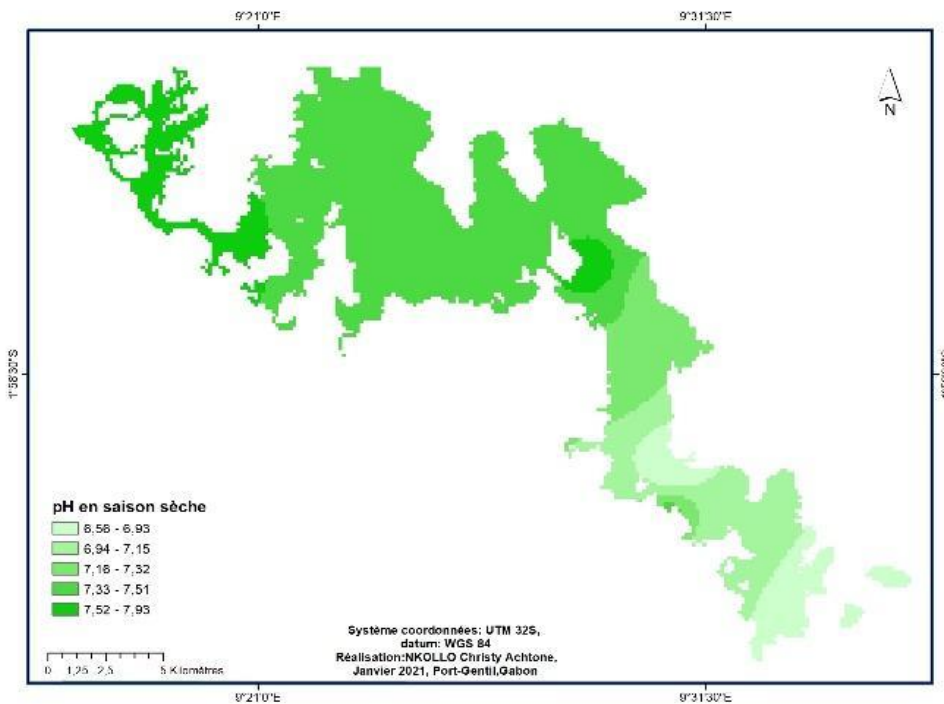 9°21'0"E
9°31'30"E
N
1°58'30"S
pH en saison sèche
6,58 - 6,93
6,94 - 7,15
7,16 - 7,32
7,33 - 7,51
7,52 - 7,93
Système coordonnées: UTM 32S,
datum: WGS 84
Réalisation:NKOLLO Christy Achtone,
Janvier 2021, Port-Gentil,Gabon
0 1,25 2,5 5 Kilomètres
9°21'0"E
9°31'30"E